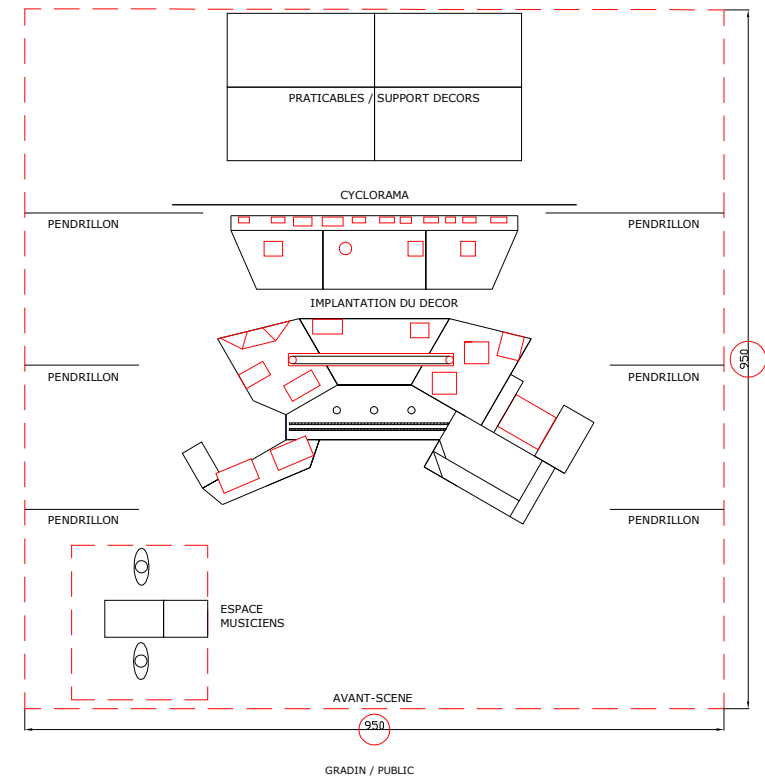 PRATICABLES / SUPPORT DECORS
CYCLORAMA
PENDRILLON
PENDRILLON
IMPLANTATION DU DECOR
950
PENDRILLON
PENDRILLON
PENDRILLON
PENDRILLON
ESPACE
MUSICIENS
AVANT-SCENE
950
GRADIN / PUBLIC